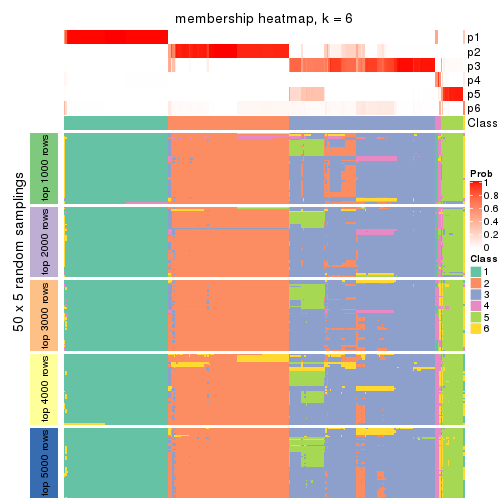 membership heatmap, k = 6
p1
p2
p3
p4
p5
p6
Class
50 x 5 random samplings
top 1000 rows
top 2000 rows
top 3000 rows
top 4000 rows
top 5000 rows
Prob
1
0.8
0.6
0.4
0.2
0
Class
1
2
3
4
5
6